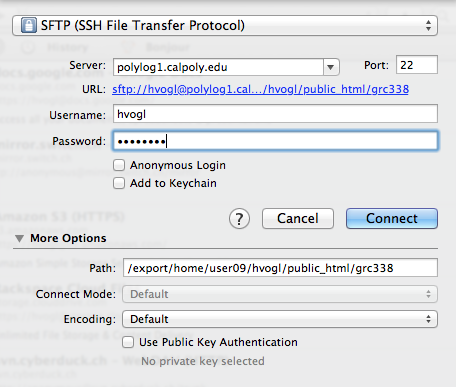 SFTP (SSH File Transfer Protocol)
History Bonjour
Server: polylog1.calpoly.edu Port: 22
URL: sftp://hvogl@polylog1.cal.../hvogl/public_html/grc338
Username: hvogl
Password: ••••••••
Anonymous Login
Add to Keychain
? Cancel Connect
More Options
Path: /export/home/user09/hvogl/public_html/grc338
Connect Mode: Default
Encoding: Default
Use Public Key Authentication
No private key selected